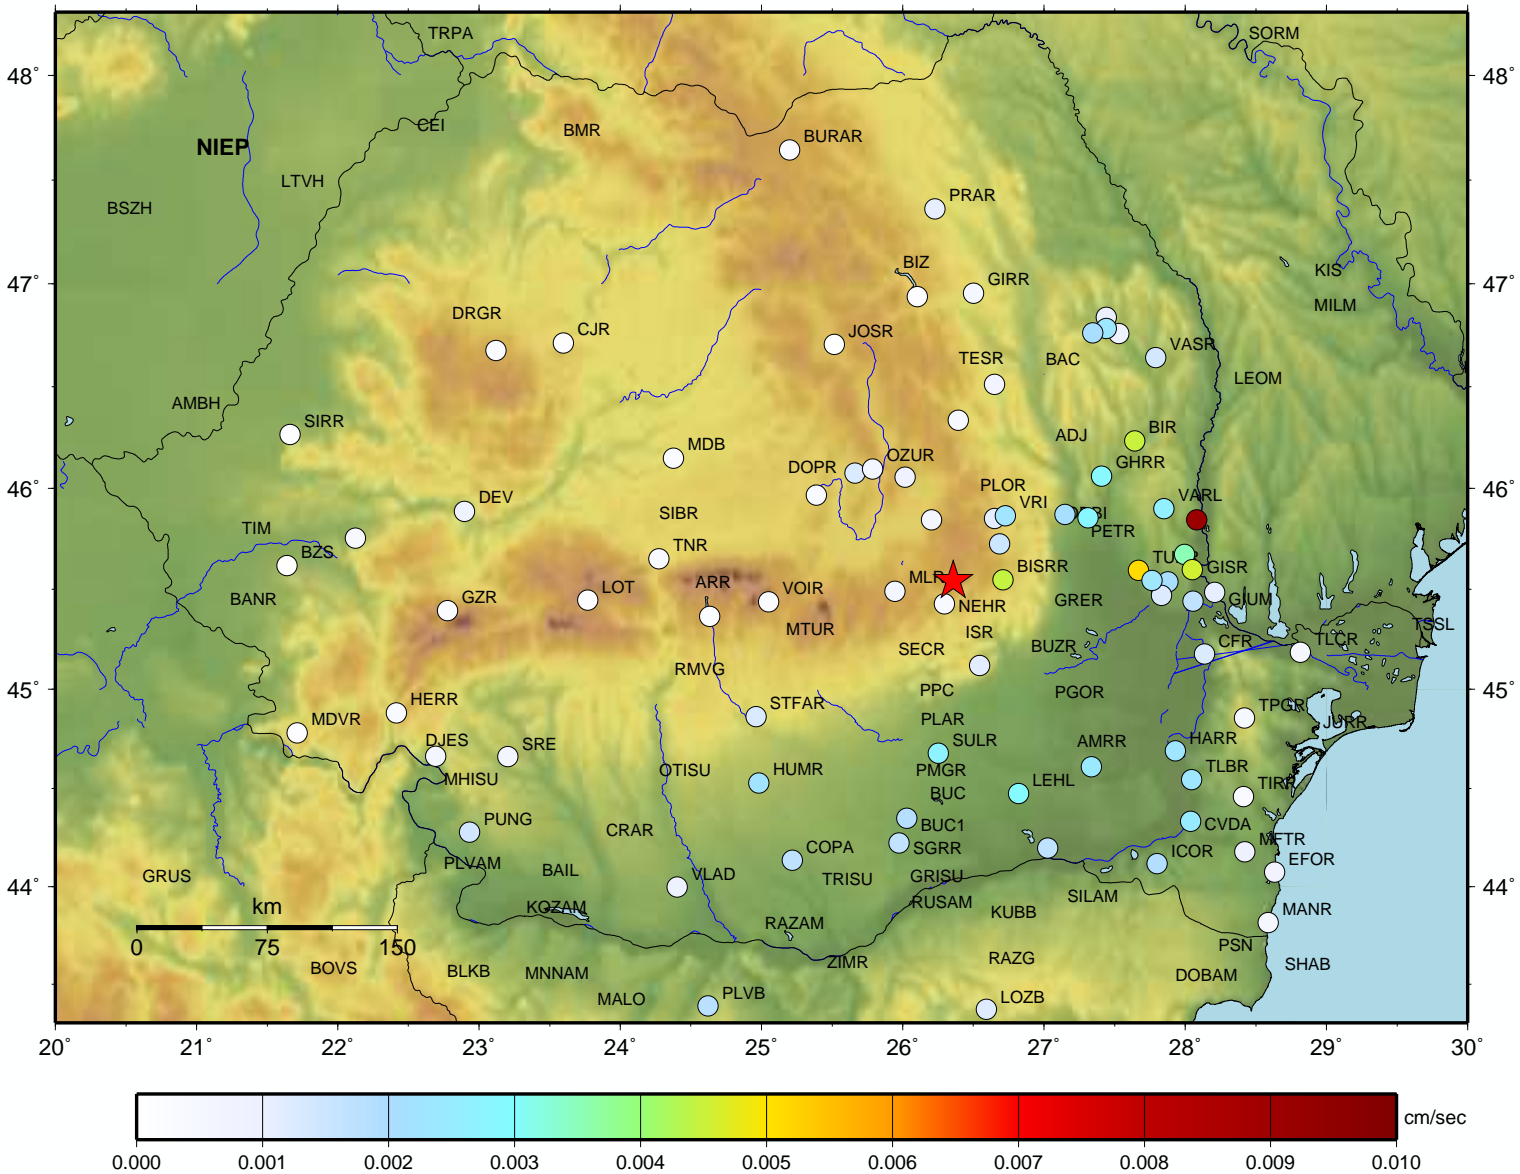 TRPA
SORM
48°
48°
CEI
BMR
BURAR
NIEP
LTVH
PRAR
BSZH
BIZ
KIS
47°
GIRR
47°
MILM
DRGR
CJR
JOSR
VASR
TESR
BAC
LEOM
AMBH
SIRR
BIR
ADJ
MDB
OZUR
GHRR
DOPR
46°
PLOR
46°
DEV
VRI
VARL
SIBR
PETR
TIM
TNR
BZS
BISRR
GISR
ARR
VOIR
MLR
LOT
BANR
GZR
GRER
NEHR
GIUM
MTUR
ISR
TSSL
SECR
BUZR
CFR
TLCR
RMVG
45°
PPC
PGOR
45°
HERR
STFAR
TPGR
MDVR
PLAR
JURR
DJES
SRE
SULR
AMRR
HARR
OTISU
HUMR
PMGR
TLBR
MHISU
LEHL
TIRR
BUC
PUNG
CRAR
BUC1
CVDA
COPA
SGRR
MFTR
PLVAM
BAIL
TRISU
ICOR
EFOR
GRUS
VLAD
GRISU
44°
44°
km
KOZAM
RUSAM
SILAM
KUBB
MANR
RAZAM
0
75
150
PSN
BOVS
BLKB
MNNAM
ZIMR
RAZG
SHAB
DOBAM
MALO
PLVB
LOZB
20
21°
22°
23°
24°
25°
26°
27°
28°
29°
30°
cm/sec
0.000
0.001
0.002
0.003
0.004
0.005
0.006
0.007
0.008
0.009
0.010